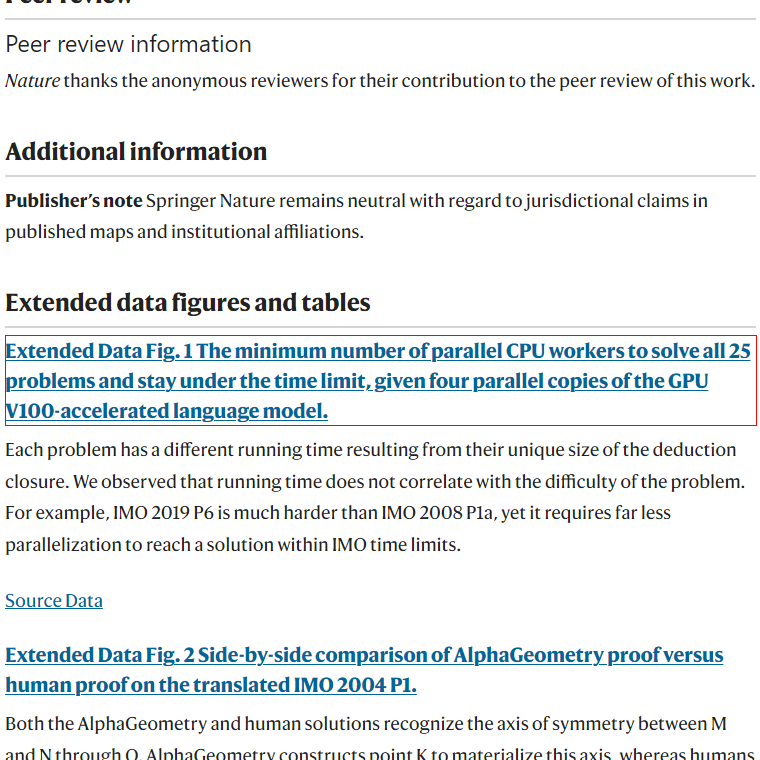 Peer review
Peer review information
Nature thanks the anonymous reviewers for their contribution to the peer review of this work.
Additional information
Publisher’s note Springer Nature remains neutral with regard to jurisdictional claims in
published maps and institutional affiliations.
Extended data figures and tables
Extended Data Fig. 1 The minimum number of parallel CPU workers to solve all 25
problems and stay under the time limit, given four parallel copies of the GPU
V100-accelerated language model.
Each problem has a different running time resulting from their unique size of the deduction
closure. We observed that running time does not correlate with the difficulty of the problem.
For example, IMO 2019 P6 is much harder than IMO 2008 P1a, yet it requires far less
parallelization to reach a solution within IMO time limits.
Source Data
Extended Data Fig. 2 Side-by-side comparison of AlphaGeometry proof versus
human proof on the translated IMO 2004 P1.
Both the AlphaGeometry and human solutions recognize the axis of symmetry between M
and N through O. AlphaGeometry constructs point K to materialize this axis, whereas humans